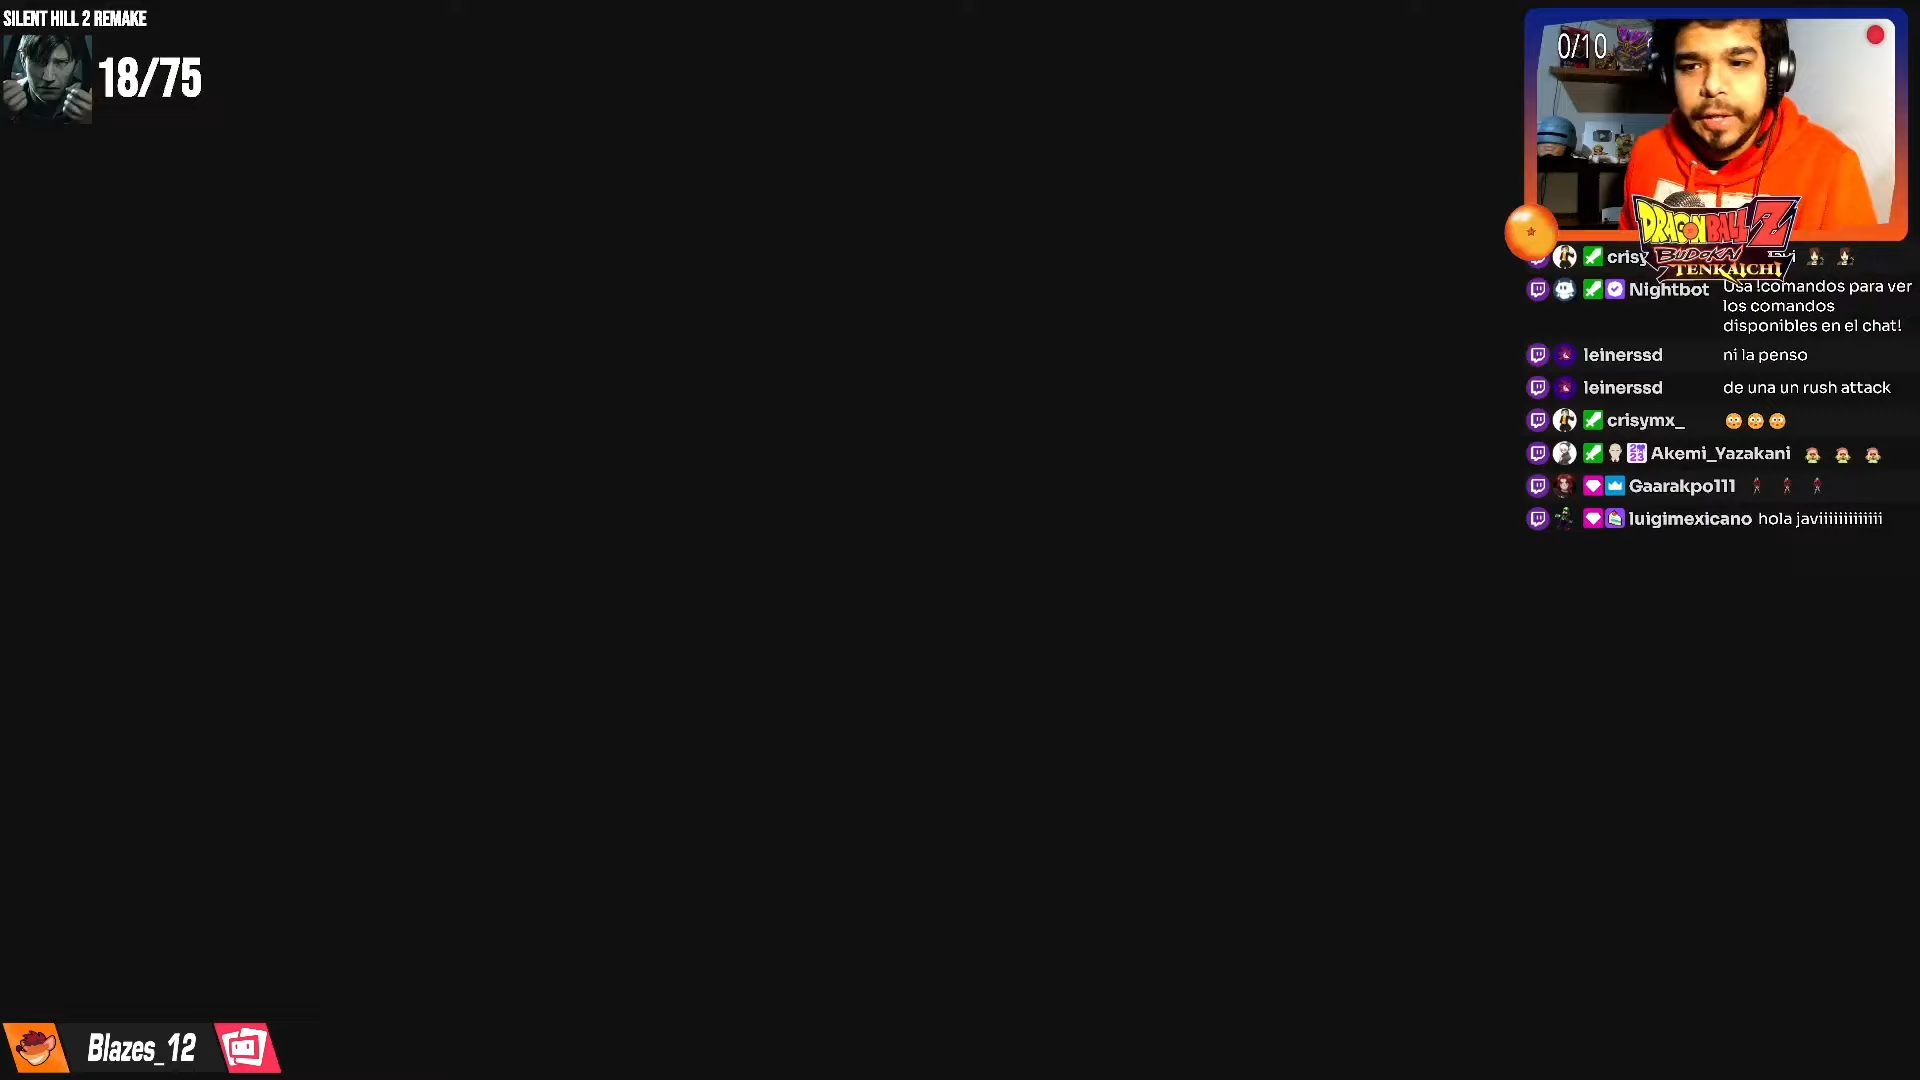 SILENT HILL 2 REMAKE
18/75
0/10
DRAGON BALL Z
BUDOKAI
TENKAICHI
Nightbot Usa !comandos para ver
los comandos
disponibles en el chat!
leinerssd ni la penso
leinerssd de una un rush attack
crisymx_
Akemi_Yazakani
Gaarakpo111
luigimexicano hola javiiiiiiiiiiiii
Blazes_12